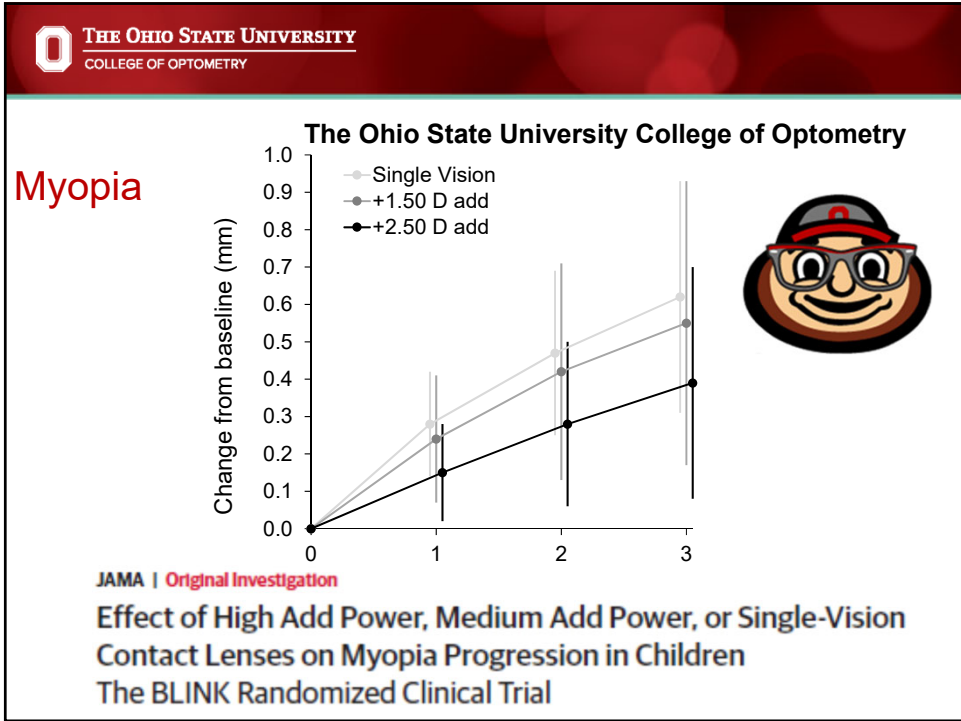 THE OHIO STATE UNIVERSITY
COLLEGE OF OPTOMETRY
The Ohio State University College of Optometry
Myopia
Change from baseline (mm)
1.0
0.9
0.8
0.7
0.6
0.5
0.4
0.3
0.2
0.1
0.0
Single Vision
+1.50 D add
+2.50 D add
0 1 2 3
JAMA | Original Investigation
Effect of High Add Power, Medium Add Power, or Single-Vision
Contact Lenses on Myopia Progression in Children
The BLINK Randomized Clinical Trial